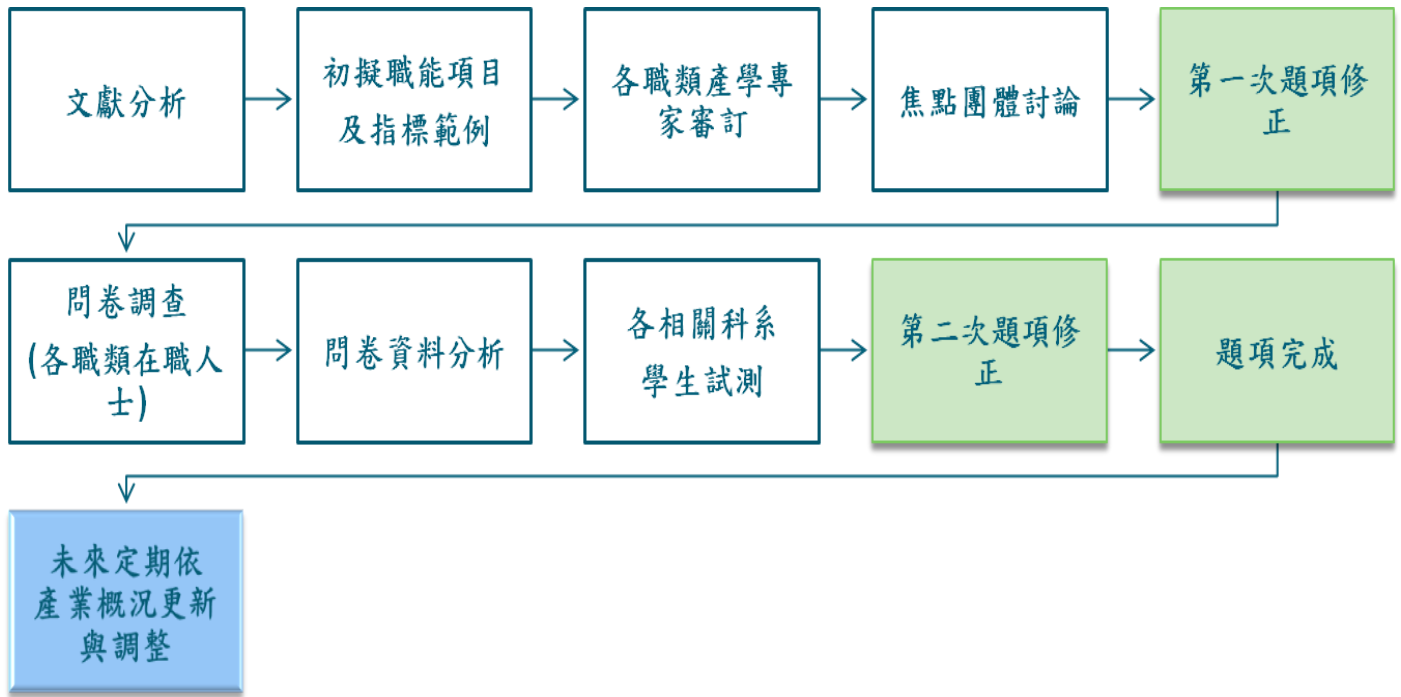 文獻分析
初擬職能項目
及指標範例
各職類產學專
家審訂
焦點團體討論
第一次題項修
正
問卷調查
(各職類在職人
士)
問卷資料分析
各相關科系
學生試測
第二次題項修
正
題項完成
未來定期依
產業概況更新
與調整